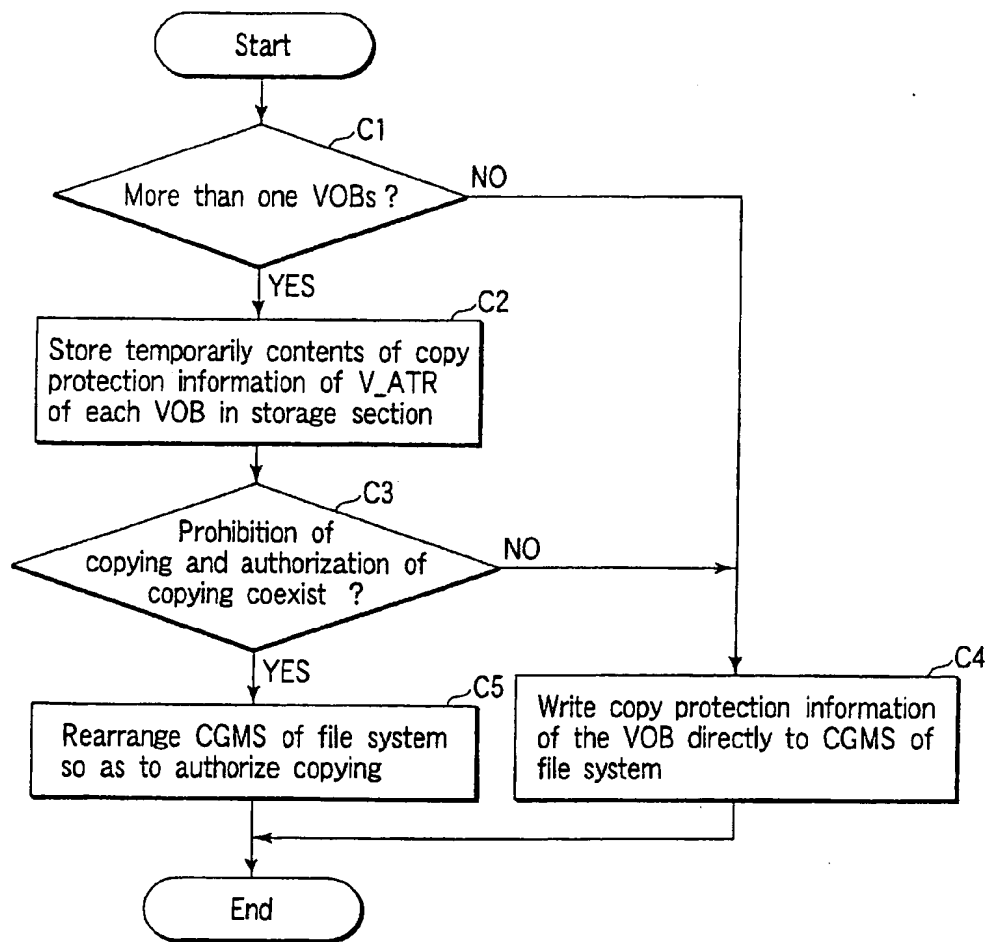 Start
C1
More than one VOBs ?
NO
YES
C2
Store temporarily contents of copy
protection information of V_ATR
of each VOB in storage section
C3
Prohibition of
copying and authorization of
copying coexist ?
NO
YES
C5
Rearrange CGMS of file system
so as to authorize copying
C4
Write copy protection information
of the VOB directly to CGMS of
file system
End